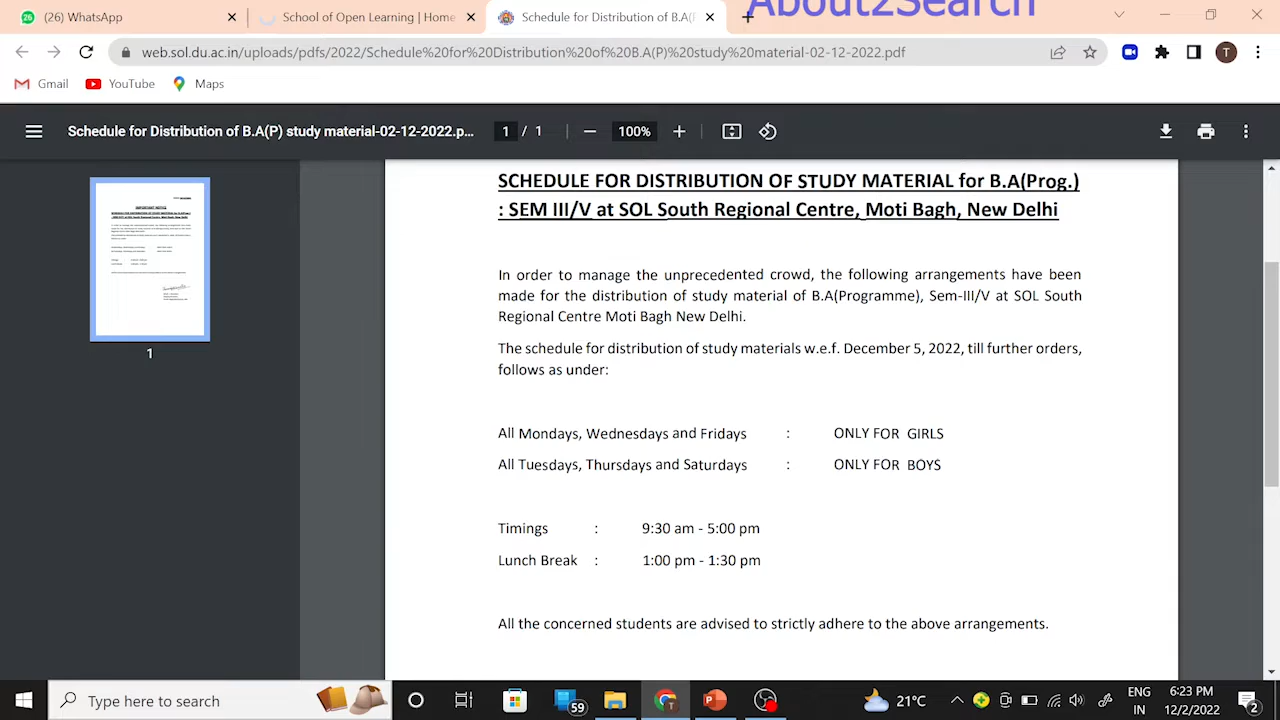 About2Search
(26) WhatsApp
School of Open Learning | Home
Schedule for Distribution of B.A(P
web.sol.du.ac.in/uploads/pdfs/2022/Schedule%20for%20Distribution%20of%20B.A(P)%20study%20material-02-12-2022.pdf
T
Gmail
YouTube
Maps
Schedule for Distribution of B.A(P) study material-02-12-2022.p...
1 / 1
100%
1
SCHEDULE FOR DISTRIBUTION OF STUDY MATERIAL for B.A(Prog.)
: SEM III/V at SOL South Regional Centre, Moti Bagh, New Delhi
In order to manage the unprecedented crowd, the following arrangements have been
made for the distribution of study material of B.A(Programme), Sem-III/V at SOL South
Regional Centre Moti Bagh New Delhi.
The schedule for distribution of study materials w.e.f. December 5, 2022, till further orders,
follows as under:
All Mondays, Wednesdays and Fridays : ONLY FOR GIRLS
All Tuesdays, Thursdays and Saturdays : ONLY FOR BOYS
Timings : 9:30 am - 5:00 pm
Lunch Break : 1:00 pm - 1:30 pm
All the concerned students are advised to strictly adhere to the above arrangements.
Type here to search
59
21°C
ENG
IN
6:23 PM
12/2/2022
2